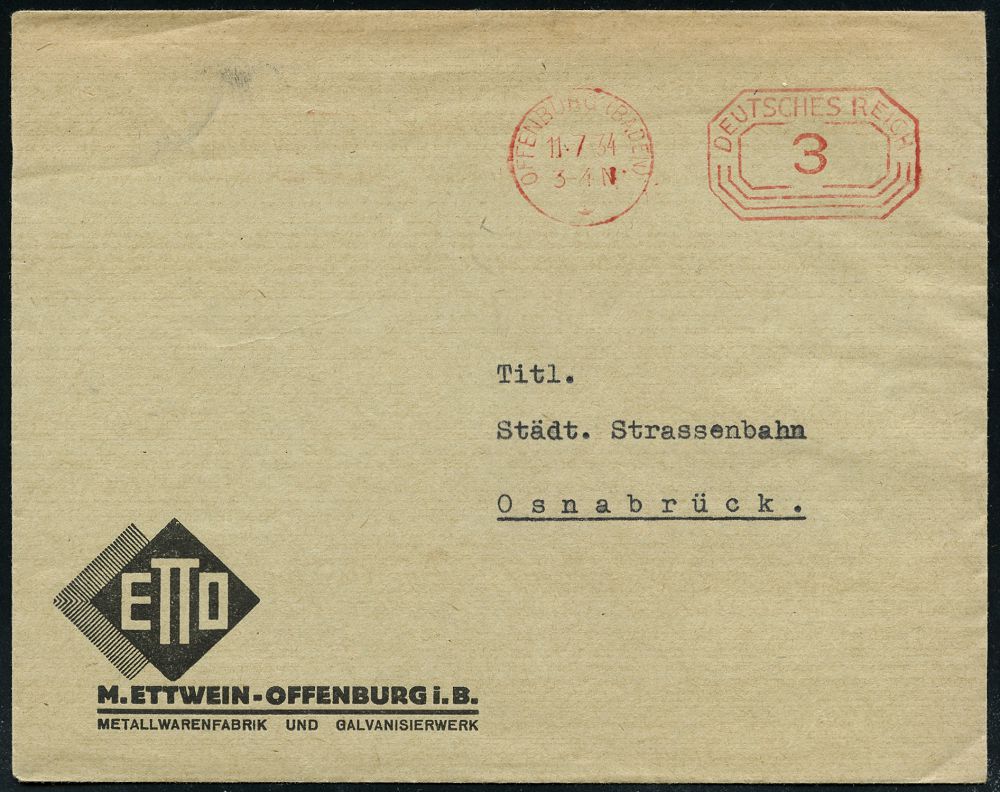 OFFENBURG (BADEN)
11.7.34
3-4 N.
DEUTSCHES REICH
3
Titl.
Städt. Strassenbahn
Osnabrück.
ETTO
M. ETTWEIN-OFFENBURG i. B.
METALLWARENFABRIK UND GALVANISIERWERK